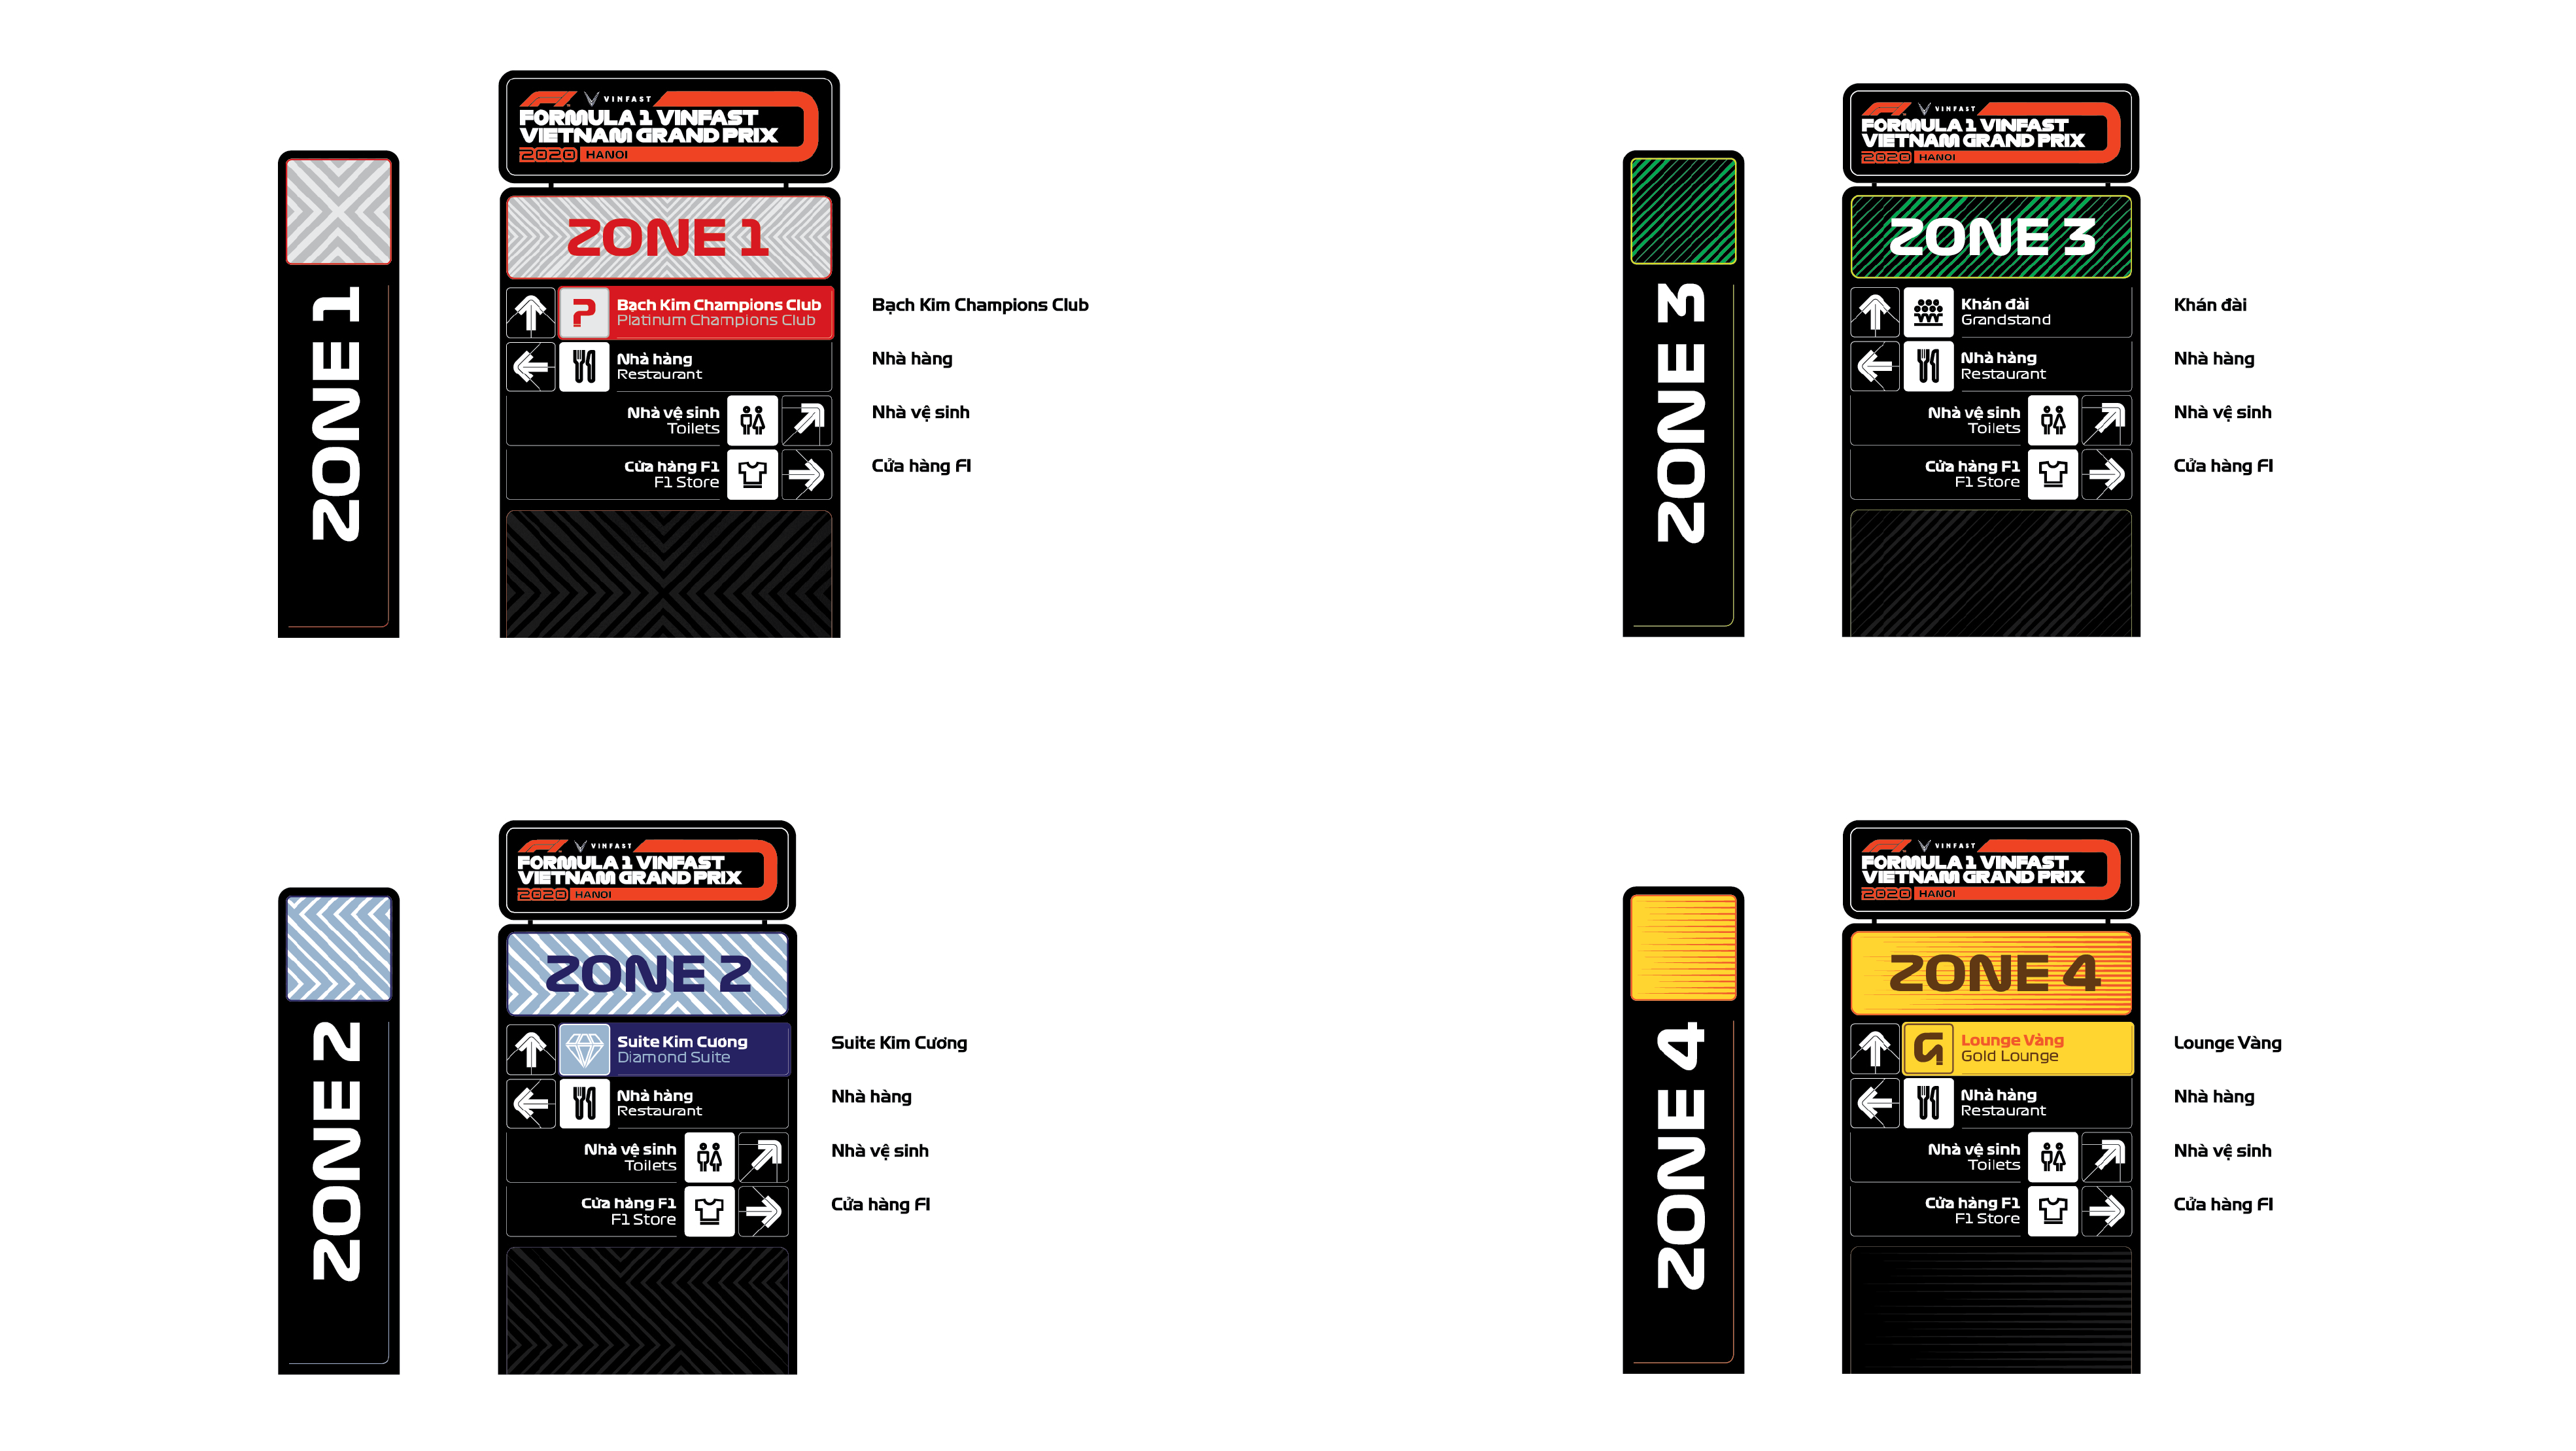 VINFAST
FORMULA 1 VINFAST
VIETNAM GRAND PRIX
2020 HANOI
ZONE 1
ZONE 1
Bạch Kim Champions Club
Platinum Champions Club
Nhà hàng
Restaurant
Nhà vệ sinh
Toilets
Cửa hàng F1
F1 Store
Bạch Kim Champions Club
Nhà hàng
Nhà vệ sinh
Cửa hàng F1
VINFAST
FORMULA 1 VINFAST
VIETNAM GRAND PRIX
2020 HANOI
ZONE 3
ZONE 3
Khán đài
Grandstand
Nhà hàng
Restaurant
Nhà vệ sinh
Toilets
Cửa hàng F1
F1 Store
Khán đài
Nhà hàng
Nhà vệ sinh
Cửa hàng F1
VINFAST
FORMULA 1 VINFAST
VIETNAM GRAND PRIX
2020 HANOI
ZONE 2
ZONE 2
Suite Kim Cương
Diamond Suite
Nhà hàng
Restaurant
Nhà vệ sinh
Toilets
Cửa hàng F1
F1 Store
Suite Kim Cương
Nhà hàng
Nhà vệ sinh
Cửa hàng F1
VINFAST
FORMULA 1 VINFAST
VIETNAM GRAND PRIX
2020 HANOI
ZONE 4
ZONE 4
Lounge Vàng
Gold Lounge
Nhà hàng
Restaurant
Nhà vệ sinh
Toilets
Cửa hàng F1
F1 Store
Lounge Vàng
Nhà hàng
Nhà vệ sinh
Cửa hàng F1